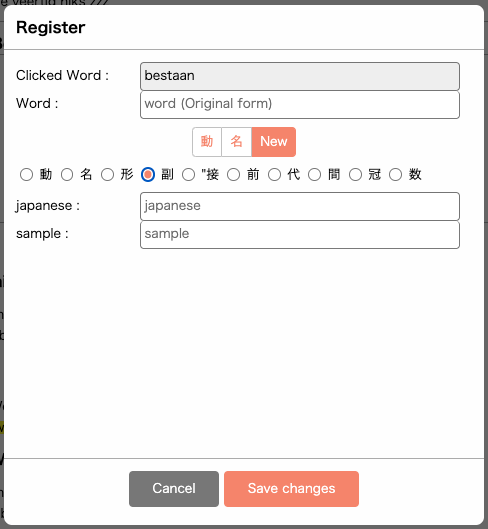 Register
Clicked Word : bestaan
Word : word (Original form)
動 名 New
動 名 形 副 "接 前 代 間 冠 数
japanese : japanese
sample : sample
Cancel Save changes